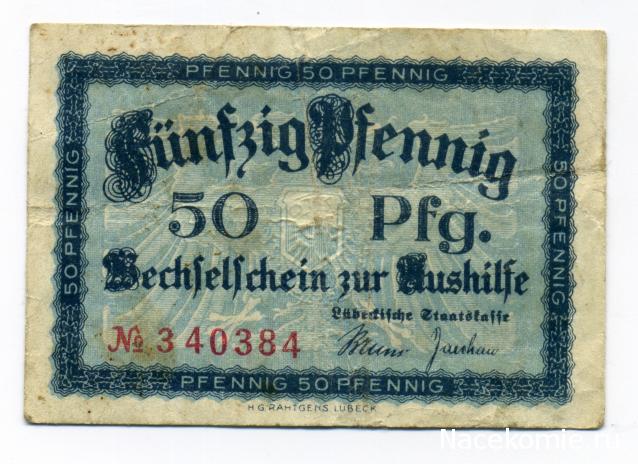 PFENNIG 50 PFENNIG
50 PFENNIG
50 PFENNIG
Fünfzig Pfennig
50 Pfg.
Wechselschein zur Aushilfe
Lübeckische Staatskasse
№ 340384
PFENNIG 50 PFENNIG
H.G.RAHTGENS LÜBECK
Nacekomie.ru